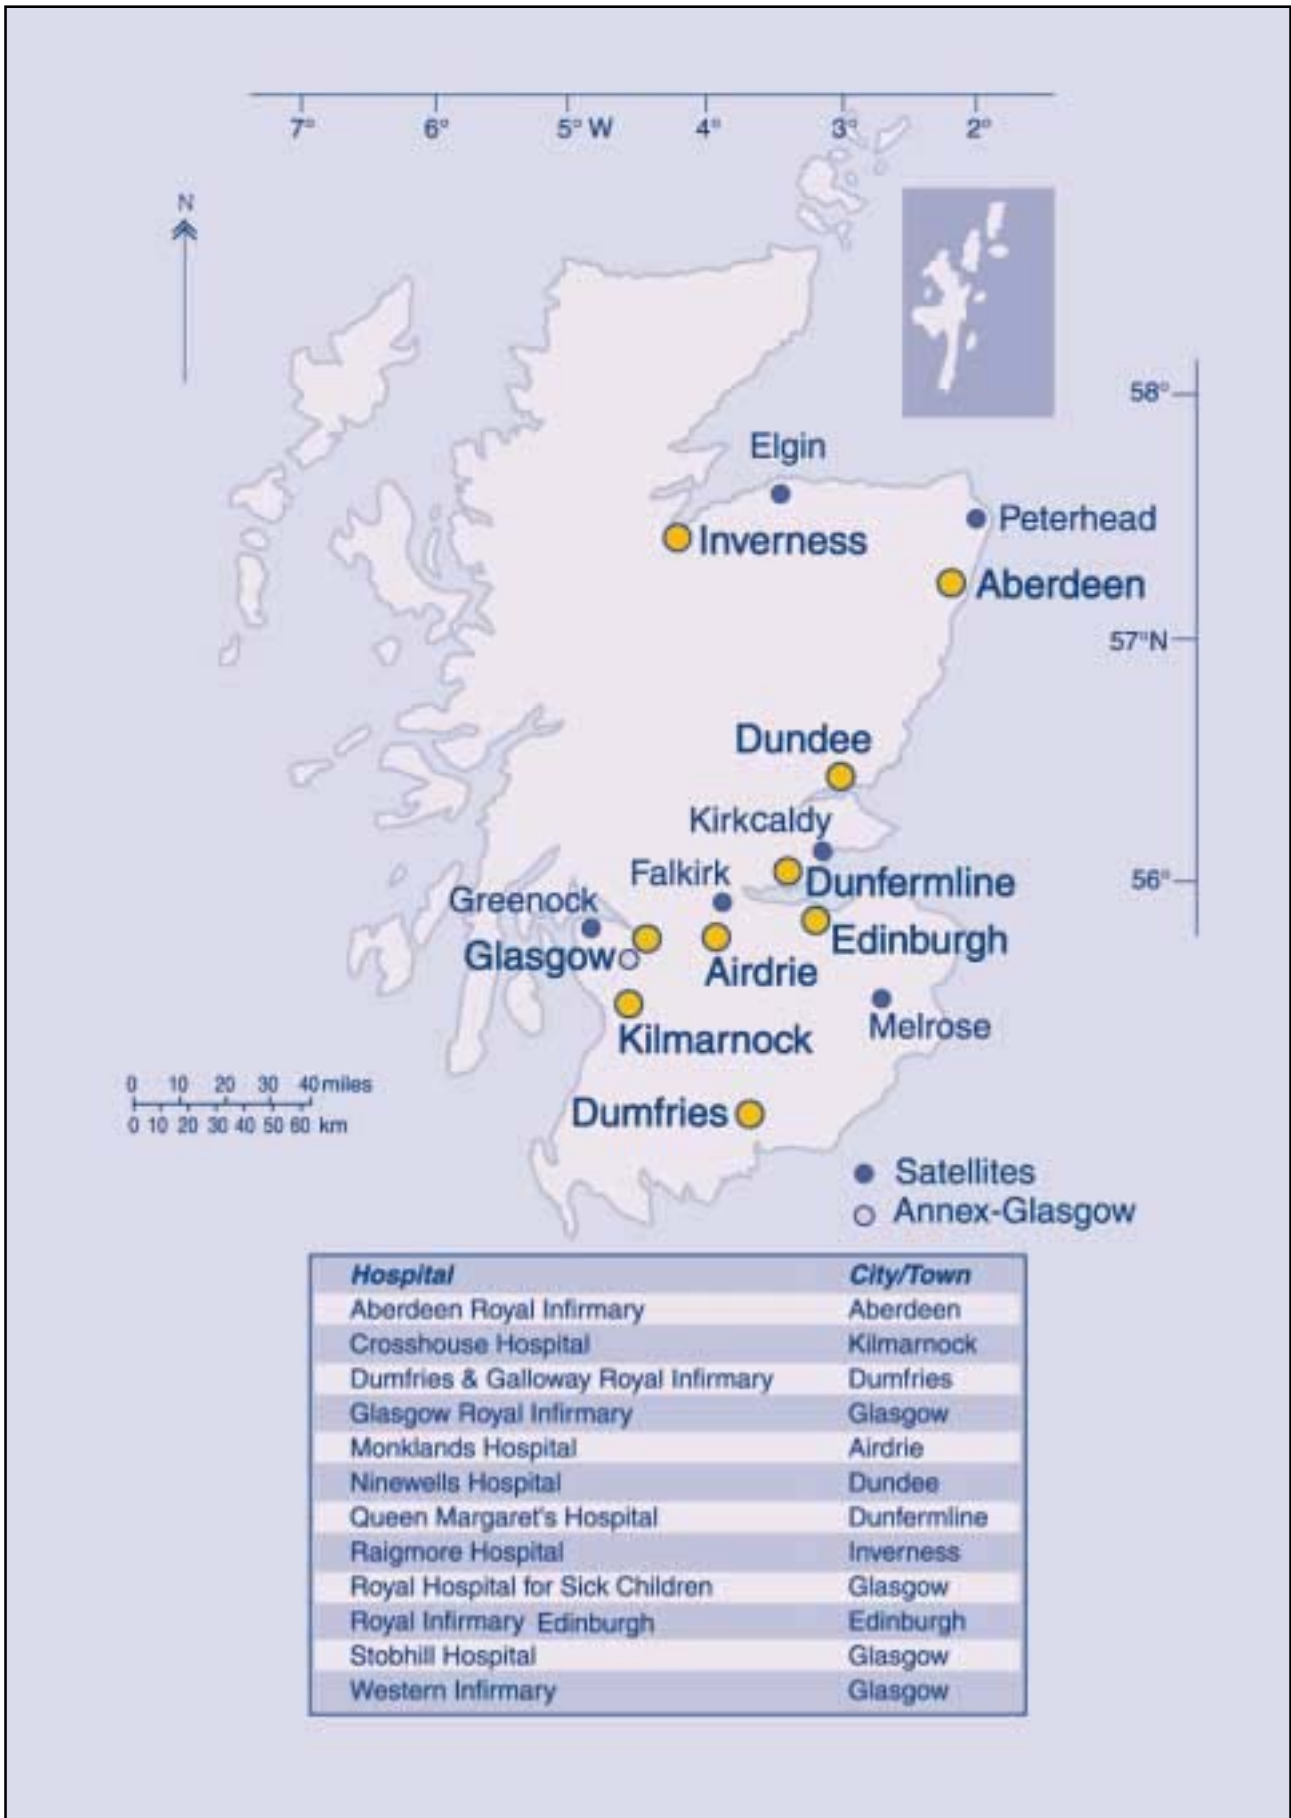 7° 6° 5° W 4° 3° 2°
N
58°
Elgin
Peterhead
Inverness
Aberdeen
57°N
Dundee
Kirkcaldy
Falkirk
Dunfermline
56°
Greenock
Edinburgh
Glasgow
Airdrie
Melrose
Kilmarnock
0 10 20 30 40 miles
0 10 20 30 40 50 60 km
Dumfries
Satellites
Annex-Glasgow
Hospital City/Town
Aberdeen Royal Infirmary Aberdeen
Crosshouse Hospital Kilmarnock
Dumfries & Galloway Royal Infirmary Dumfries
Glasgow Royal Infirmary Glasgow
Monklands Hospital Airdrie
Ninewells Hospital Dundee
Queen Margaret's Hospital Dunfermline
Raigmore Hospital Inverness
Royal Hospital for Sick Children Glasgow
Royal Infirmary Edinburgh Edinburgh
Stobhill Hospital Glasgow
Western Infirmary Glasgow